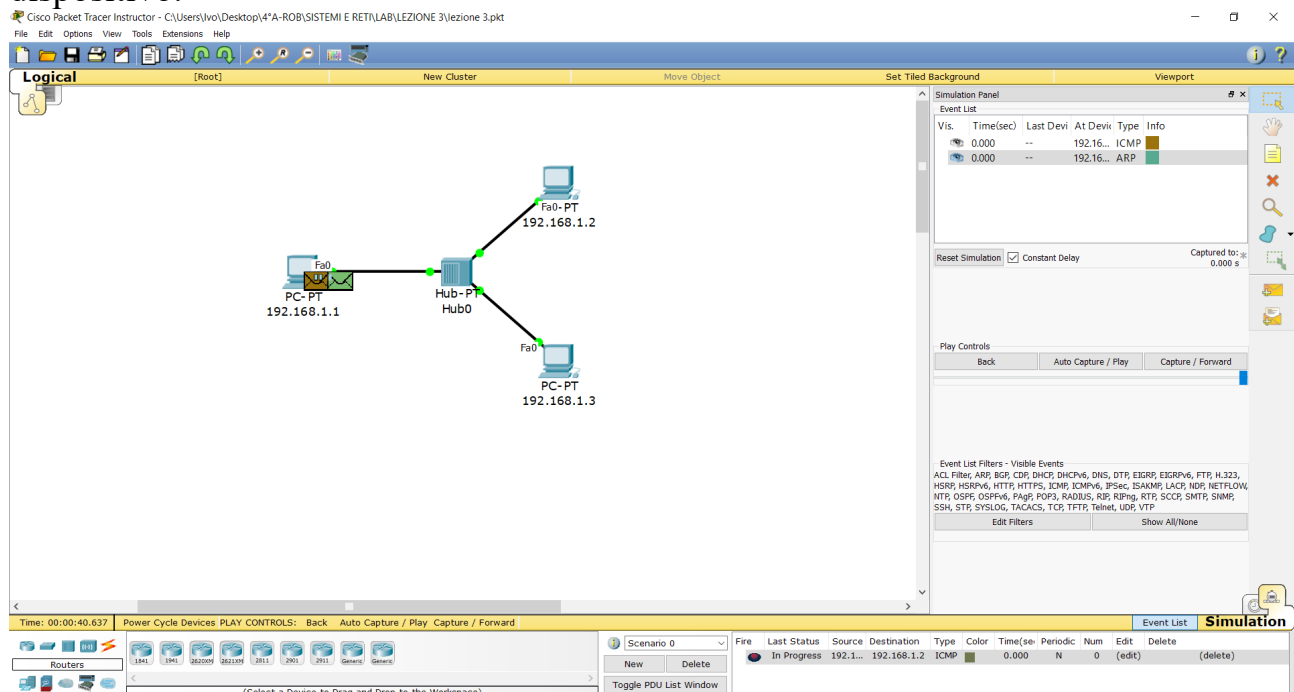 dispositivo.
Cisco Packet Tracer Instructor - C:\Users\Ivo\Desktop\4°A-ROB\SISTEMI E RETI\LAB\LEZIONE 3\lezione 3.pkt
File Edit Options View Tools Extensions Help
Logical [Root] New Cluster Move Object Set Tiled Background Viewport
Simulation Panel
Event List
Vis. Time(sec) Last Devi At Devic Type Info
0.000 -- 192.16... ICMP
0.000 -- 192.16... ARP
Fa0-PT
192.168.1.2
Fa0
PC-PT
192.168.1.1
Hub-PT
Hub0
Fa0
PC-PT
192.168.1.3
Reset Simulation Constant Delay Captured to: *
0.000 s
Play Controls
Back Auto Capture / Play Capture / Forward
Event List Filters - Visible Events
ACL Filter, ARP, BGP, CDP, DHCP, DHCPv6, DNS, DTP, EIGRP, EIGRPv6, FTP, H.323,
HSRP, HSRPv6, HTTP, HTTPS, ICMP, ICMPv6, IPSec, ISAKMP, LACP, NDP, NETFLOW,
NTP, OSPF, OSPFv6, PAgP, POP3, RADIUS, RIP, RIPng, RTP, SCCP, SMTP, SNMP,
SSH, STP, SYSLOG, TACACS, TCP, TFTP, Telnet, UDP, VTP
Edit Filters Show All/None
Time: 00:00:40.637 Power Cycle Devices PLAY CONTROLS: Back Auto Capture / Play Capture / Forward Event List Simulation
Routers
1841 1941 2620XM 2621XM 2811 2901 2911 Generic Generic
(Select a Device to Drag and Drop to the Workspace)
Scenario 0
New Delete
Toggle PDU List Window
Fire Last Status Source Destination Type Color Time(se Periodic Num Edit Delete
In Progress 192.1... 192.168.1.2 ICMP 0.000 N 0 (edit) (delete)